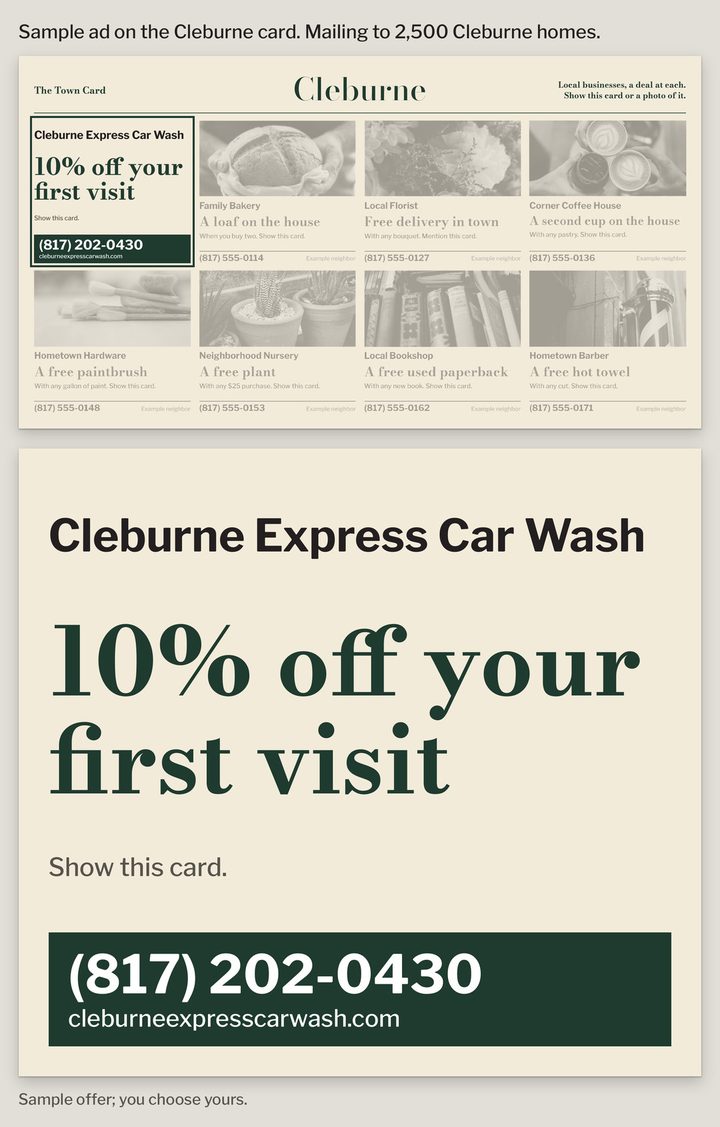 Sample ad on the Cleburne card. Mailing to 2,500 Cleburne homes.
The Town Card
Cleburne
Local businesses, a deal at each.
Show this card or a photo of it.
Cleburne Express Car Wash
10% off your
first visit
Show this card.
(817) 202-0430
cleburneexpresscarwash.com
Family Bakery
A loaf on the house
When you buy two. Show this card.
(817) 555-0114
Example neighbor
Local Florist
Free delivery in town
With any bouquet. Mention this card.
(817) 555-0127
Example neighbor
Corner Coffee House
A second cup on the house
With any pastry. Show this card.
(817) 555-0136
Example neighbor
Hometown Hardware
A free paintbrush
With any gallon of paint. Show this card.
(817) 555-0148
Example neighbor
Neighborhood Nursery
A free plant
With any $25 purchase. Show this card.
(817) 555-0153
Example neighbor
Local Bookshop
A free used paperback
With any new book. Show this card.
(817) 555-0162
Example neighbor
Hometown Barber
A free hot towel
With any cut. Show this card.
(817) 555-0171
Example neighbor
Cleburne Express Car Wash
10% off your
first visit
Show this card.
(817) 202-0430
cleburneexpresscarwash.com
Sample offer; you choose yours.